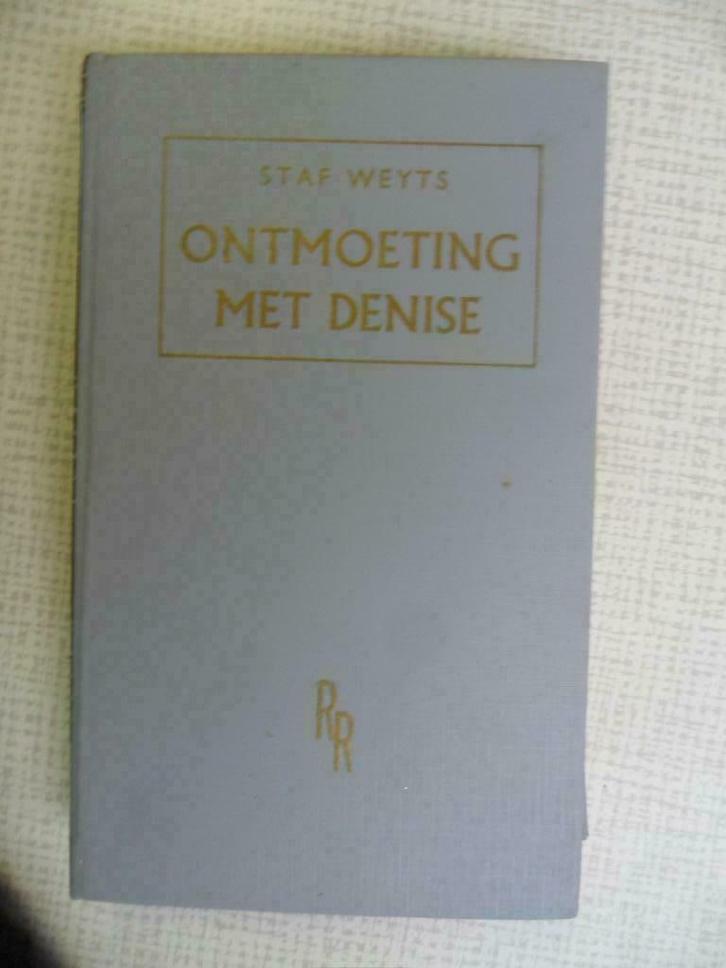 STAF WEYTS
ONTMOETING
MET DENISE
RR